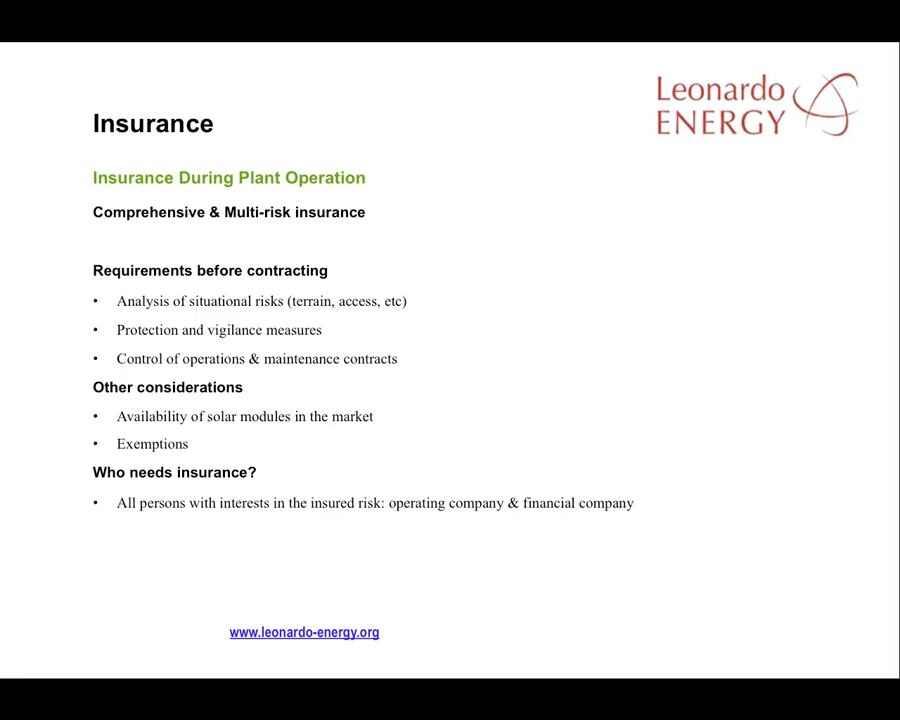 Leonardo
ENERGY
Insurance
Insurance During Plant Operation
Comprehensive & Multi-risk insurance
Requirements before contracting
• Analysis of situational risks (terrain, access, etc)
• Protection and vigilance measures
• Control of operations & maintenance contracts
Other considerations
• Availability of solar modules in the market
• Exemptions
Who needs insurance?
• All persons with interests in the insured risk: operating company & financial company
www.leonardo-energy.org